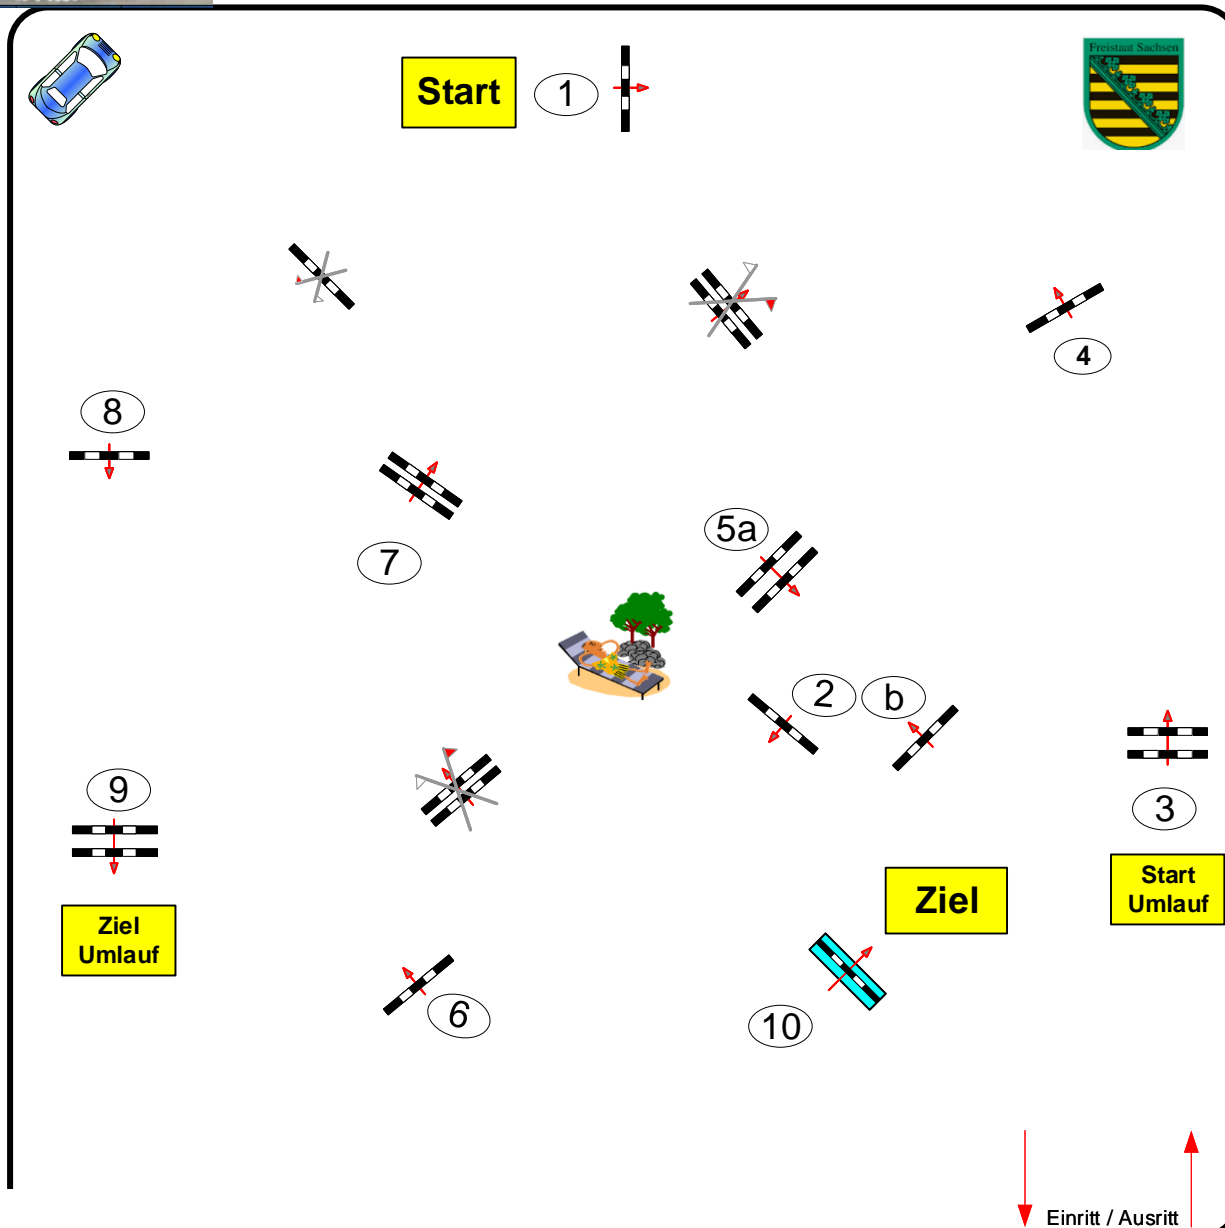 Start
1
Freistaat Sachsen
4
8
5a
7
2
b
9
3
Ziel
Umlauf
Ziel
Start
Umlauf
6
10
Einritt / Ausritt